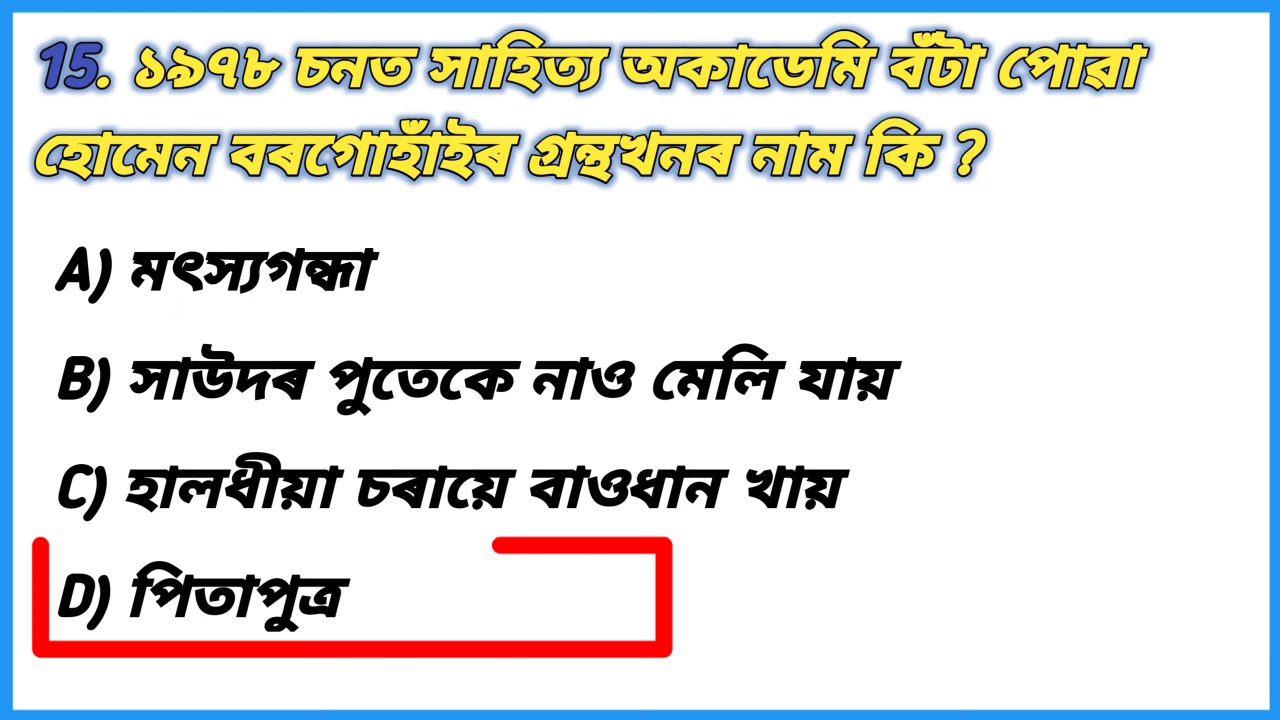 15. ১৯৭৮ চনত সাহিত্য অকাডেমি বঁটা পোৱা
হোমেন বৰগোহাঁইৰ গ্ৰন্থখনৰ নাম কি ?
A) মৎস্যগন্ধা
B) সাউদৰ পুতেকে নাও মেলি যায়
C) হালধীয়া চৰায়ে বাওধান খায়
D) পিতাপুত্ৰ